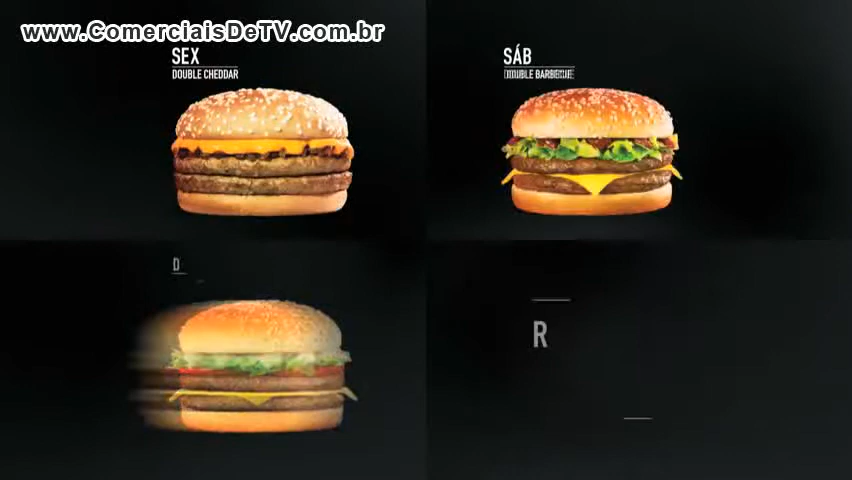 www.ComerciaisDeTV.com.br
SEX
DOUBLE CHEDDAR
SÁB
DOUBLE BARBECUE
D
R